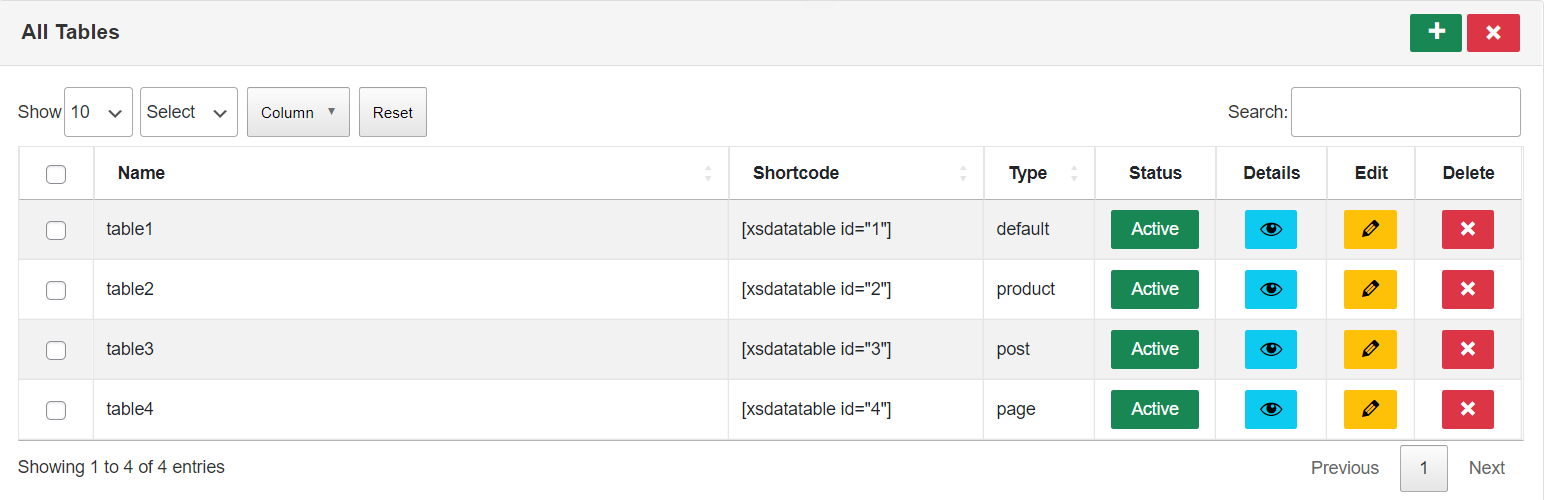 All Tables
Show 10 Select Column Reset Search:
Name Shortcode Type Status Details Edit Delete
table1 [xsdatatable id="1"] default Active
table2 [xsdatatable id="2"] product Active
table3 [xsdatatable id="3"] post Active
table4 [xsdatatable id="4"] page Active
Showing 1 to 4 of 4 entries Previous 1 Next